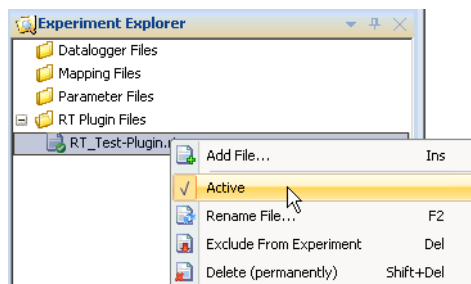 Experiment Explorer
Datalogger Files
Mapping Files
Parameter Files
RT Plugin Files
RT_Test-Plugin.r
Add File... Ins
Active
Rename File... F2
Exclude From Experiment Del
Delete (permanently) Shift+Del